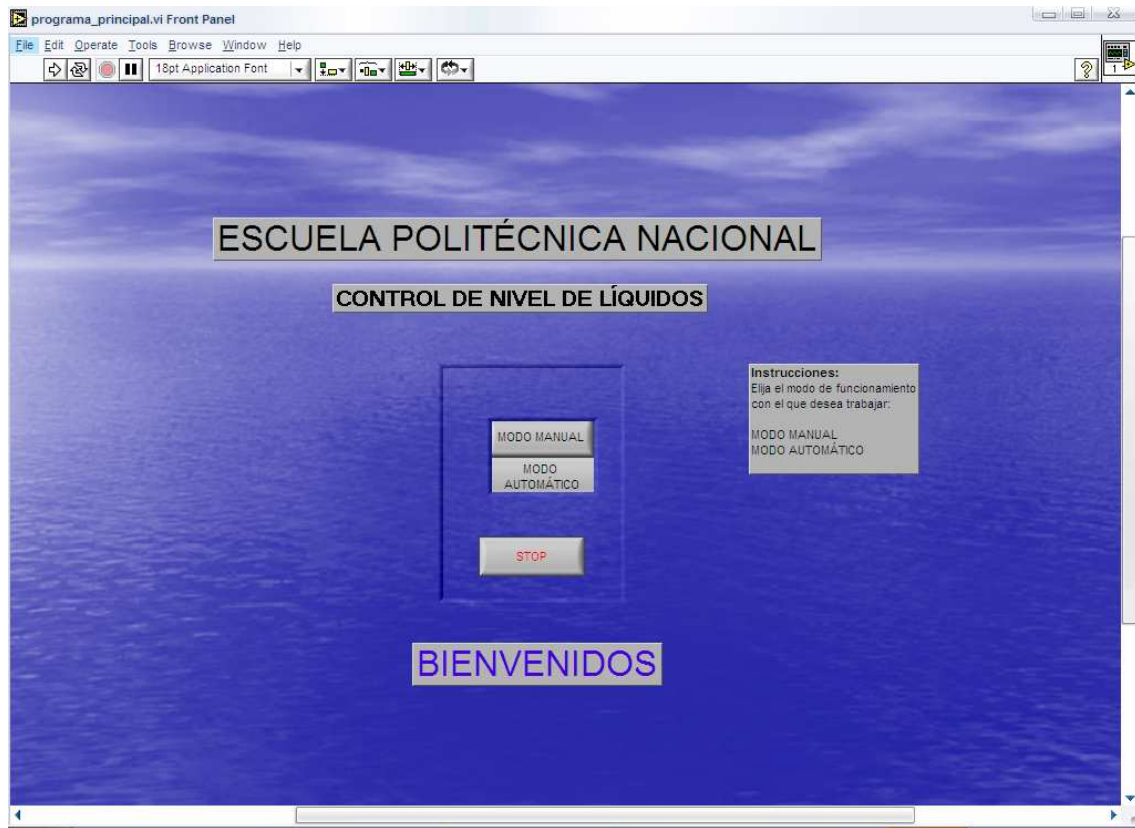 programa_principal.vi Front Panel
File Edit Operate Tools Browse Window Help
18pt Application Font
? 1
ESCUELA POLITÉCNICA NACIONAL
CONTROL DE NIVEL DE LÍQUIDOS
MODO MANUAL
MODO
AUTOMÁTICO
STOP
Instrucciones:
Elija el modo de funcionamiento
con el que desea trabajar:
MODO MANUAL
MODO AUTOMÁTICO
BIENVENIDOS